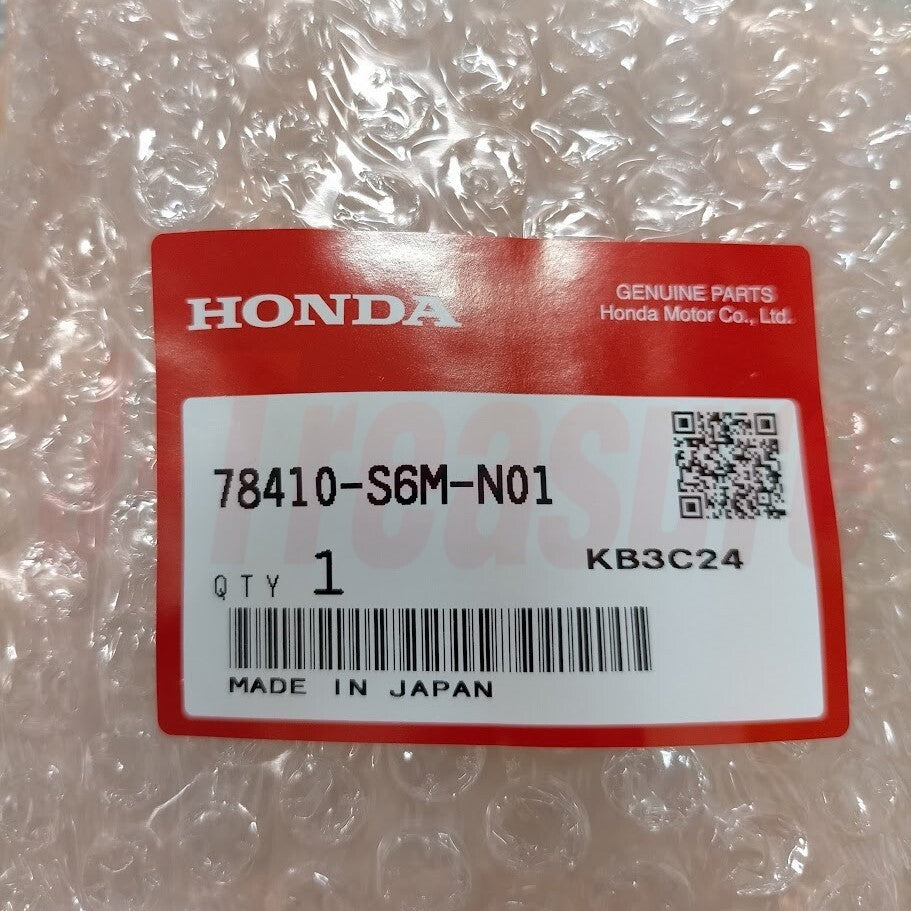 HONDA
GENUINE PARTS
Honda Motor Co., Ltd.
78410-S6M-N01
KB3C24
QTY 1
MADE IN JAPAN